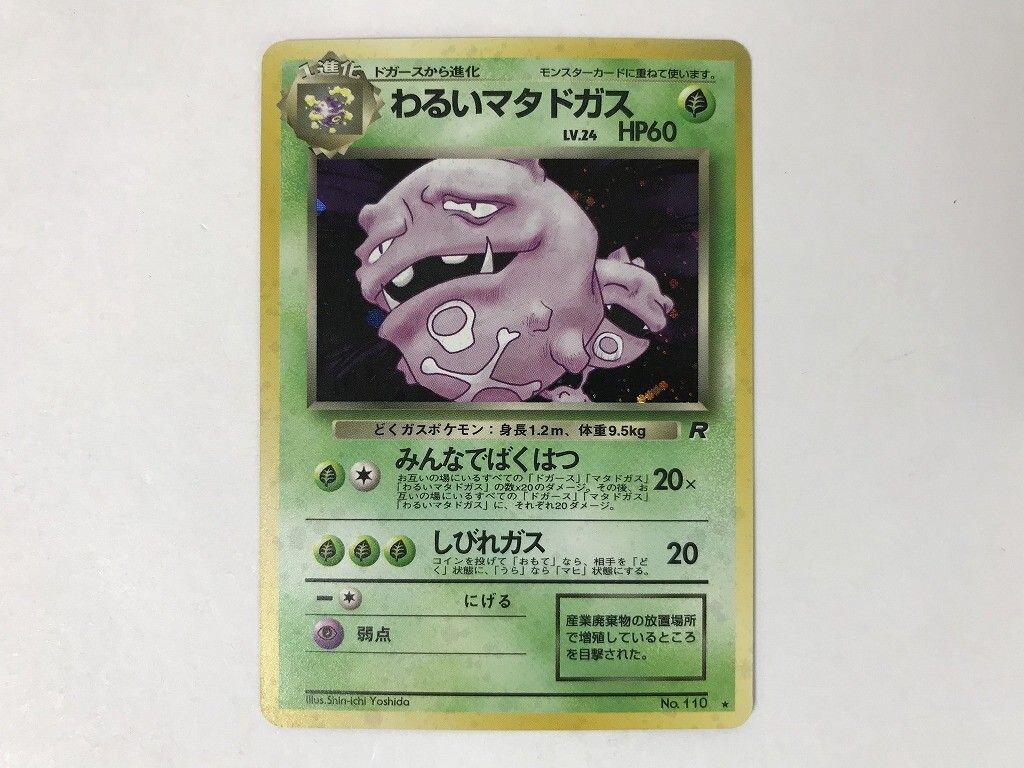 1進化
ドガースから進化
モンスターカードに重ねて使います。
わるいマタドガス
LV.24 HP60
どくガスポケモン：身長1.2m、体重9.5kg
R
みんなでばくはつ
お互いの場にいるすべての「ドガース」「マタドガス」
「わるいマタドガス」の数x20のダメージ。その後、お
互いの場にいるすべての「ドガース」「マタドガス」
「わるいマタドガス」に、それぞれ20ダメージ。
20×
しびれガス
コインを投げて「おもて」なら、相手を「ど
く」状態に、「うら」なら「マヒ」状態にする。
20
にげる
弱点
産業廃棄物の放置場所
で増殖しているところ
を目撃された。
Illus.Shin-ichi Yoshida
No. 110 ★